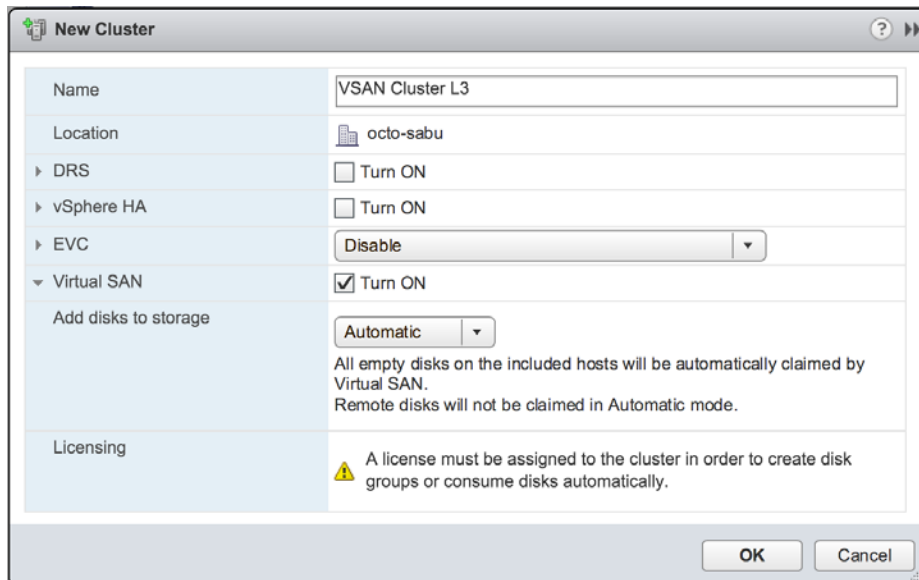 New Cluster
Name
VSAN Cluster L3
Location
octo-sabu
DRS
Turn ON
vSphere HA
Turn ON
EVC
Disable
Virtual SAN
Turn ON
Add disks to storage
Automatic
All empty disks on the included hosts will be automatically claimed by
Virtual SAN.
Remote disks will not be claimed in Automatic mode.
Licensing
A license must be assigned to the cluster in order to create disk
groups or consume disks automatically.
OK
Cancel